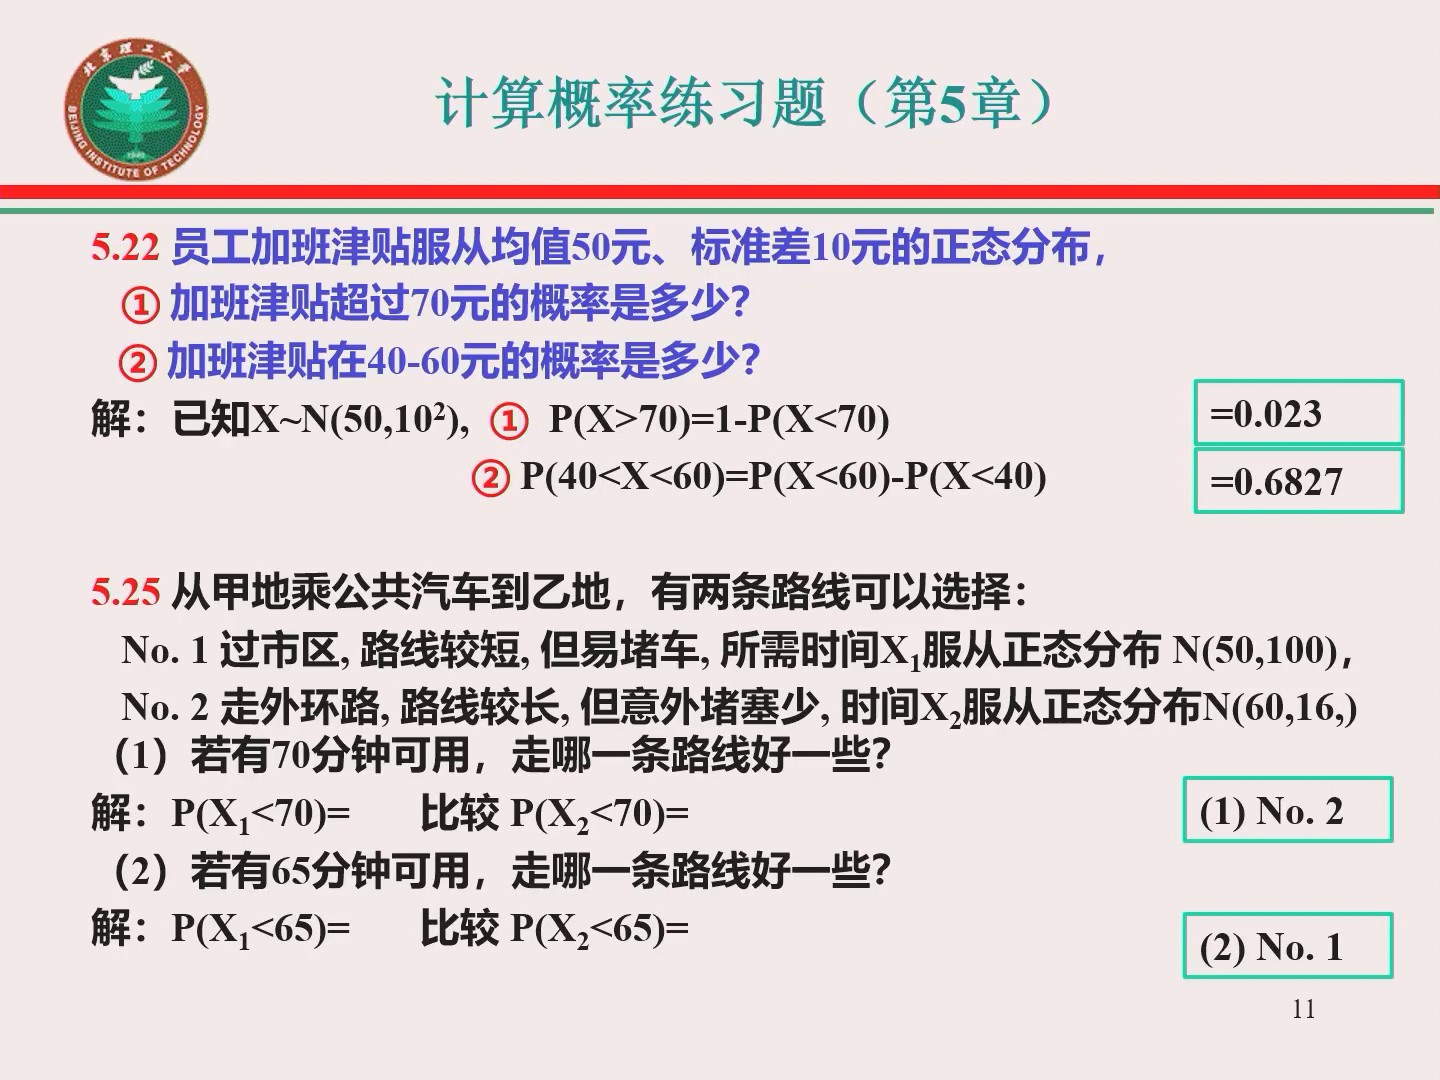 北京理工大学
BEIJING INSTITUTE OF TECHNOLOGY
1940
计算概率练习题（第5章）
5.22 员工加班津贴服从均值50元、标准差10元的正态分布，
① 加班津贴超过70元的概率是多少？
② 加班津贴在40-60元的概率是多少？
解：已知X~N(50,10²), ① P(X>70)=1-P(X<70)
=0.023
② P(40<X<60)=P(X<60)-P(X<40)
=0.6827
5.25 从甲地乘公共汽车到乙地，有两条路线可以选择：
No. 1 过市区, 路线较短, 但易堵车, 所需时间X₁服从正态分布 N(50,100)，
No. 2 走外环路, 路线较长, 但意外堵塞少, 时间X₂服从正态分布N(60,16,)
（1）若有70分钟可用，走哪一条路线好一些？
解：P(X₁<70)= 比较 P(X₂<70)=
(1) No. 2
（2）若有65分钟可用，走哪一条路线好一些？
解：P(X₁<65)= 比较 P(X₂<65)=
(2) No. 1
11